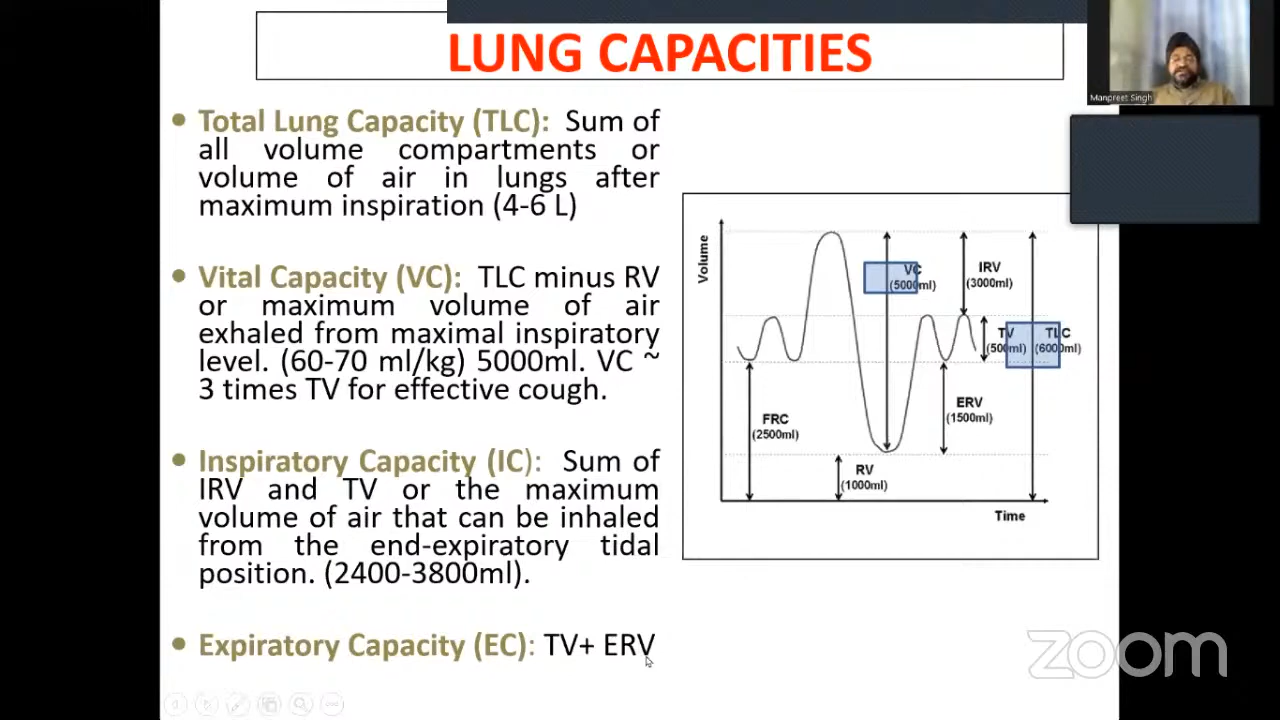 LUNG CAPACITIES
Manpreet Singh
• Total Lung Capacity (TLC): Sum of
all volume compartments or
volume of air in lungs after
maximum inspiration (4-6 L)
• Vital Capacity (VC): TLC minus RV
or maximum volume of air
exhaled from maximal inspiratory
level. (60-70 ml/kg) 5000ml. VC ~
3 times TV for effective cough.
• Inspiratory Capacity (IC): Sum of
IRV and TV or the maximum
volume of air that can be inhaled
from the end-expiratory tidal
position. (2400-3800ml).
• Expiratory Capacity (EC): TV+ ERV
Volume
VC
(5000ml)
IRV
(3000ml)
TV
(500ml)
TLC
(6000ml)
FRC
(2500ml)
ERV
(1500ml)
RV
(1000ml)
Time
zoom